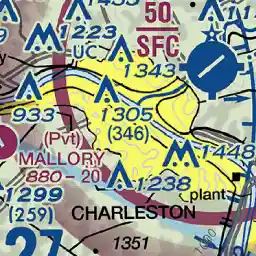 50
SFC
1223
UC
1343
933
1305
(346)
(Pvt)
MALLORY
880 - 20
1448
1238
1299
(259)
plant
CHARLESTON
27
1351